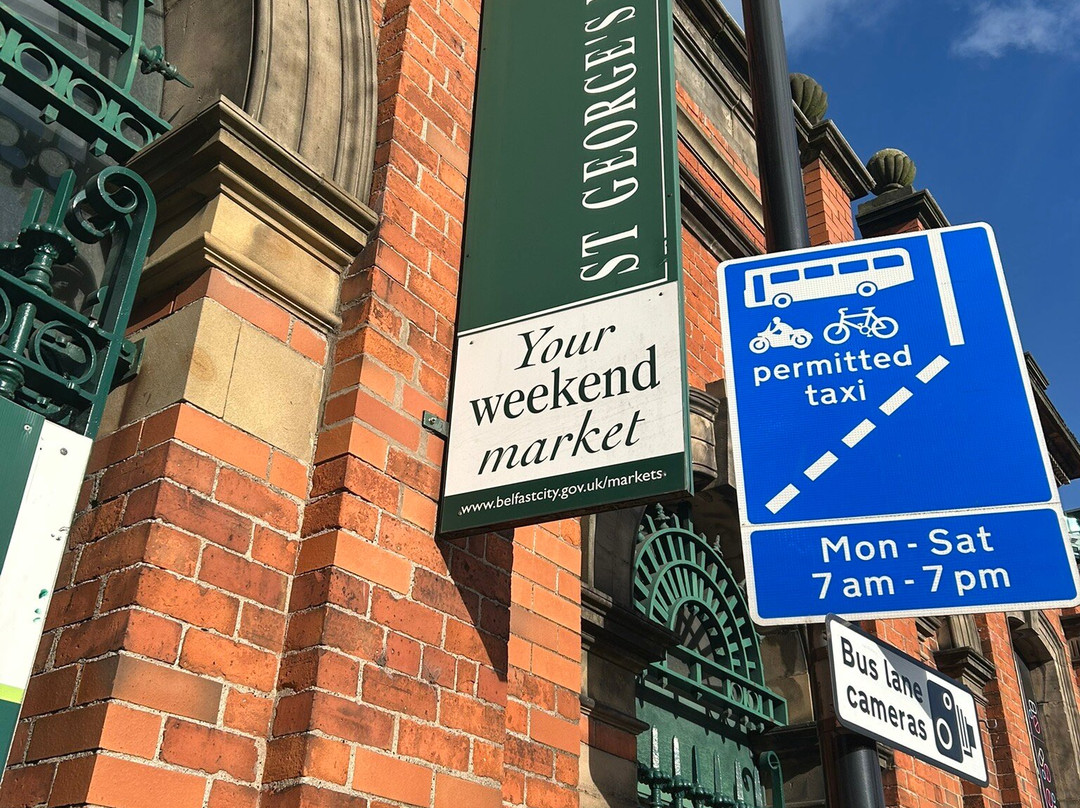 ST GEORGE'S
Your
weekend
market
www.belfastcity.gov.uk/markets
permitted
taxi
Mon - Sat
7 am - 7 pm
Bus lane
cameras